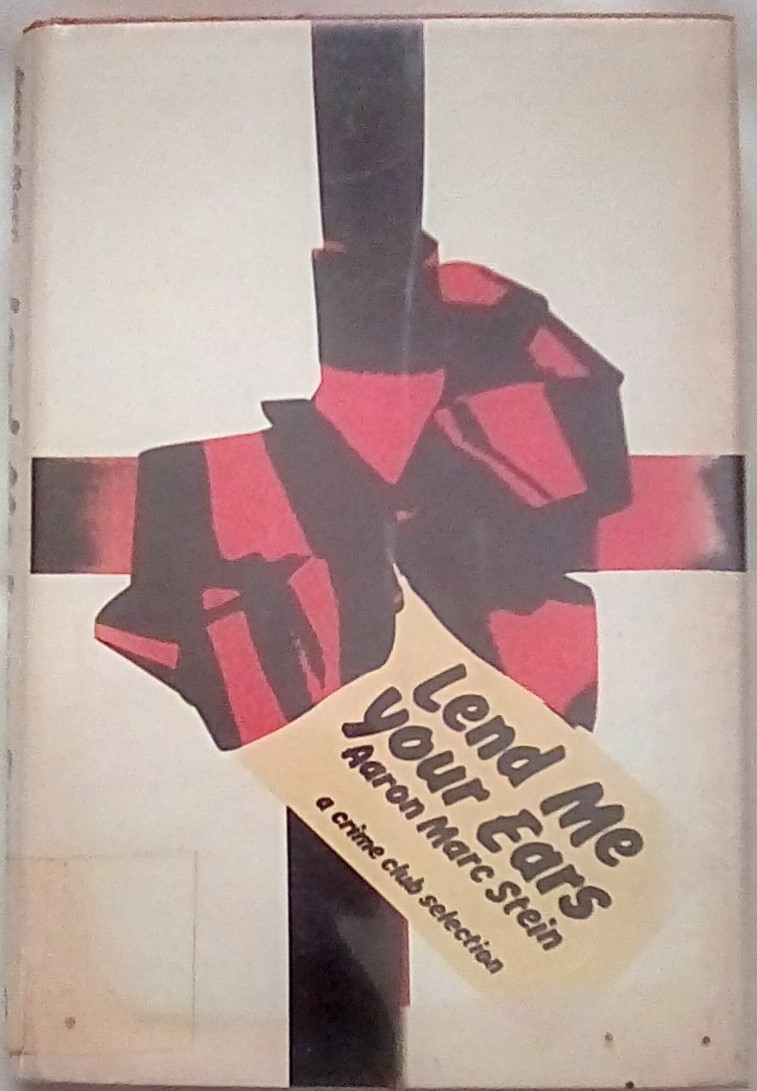 Lend Me
your Ears
Aaron Marc Stein
a crime club selection